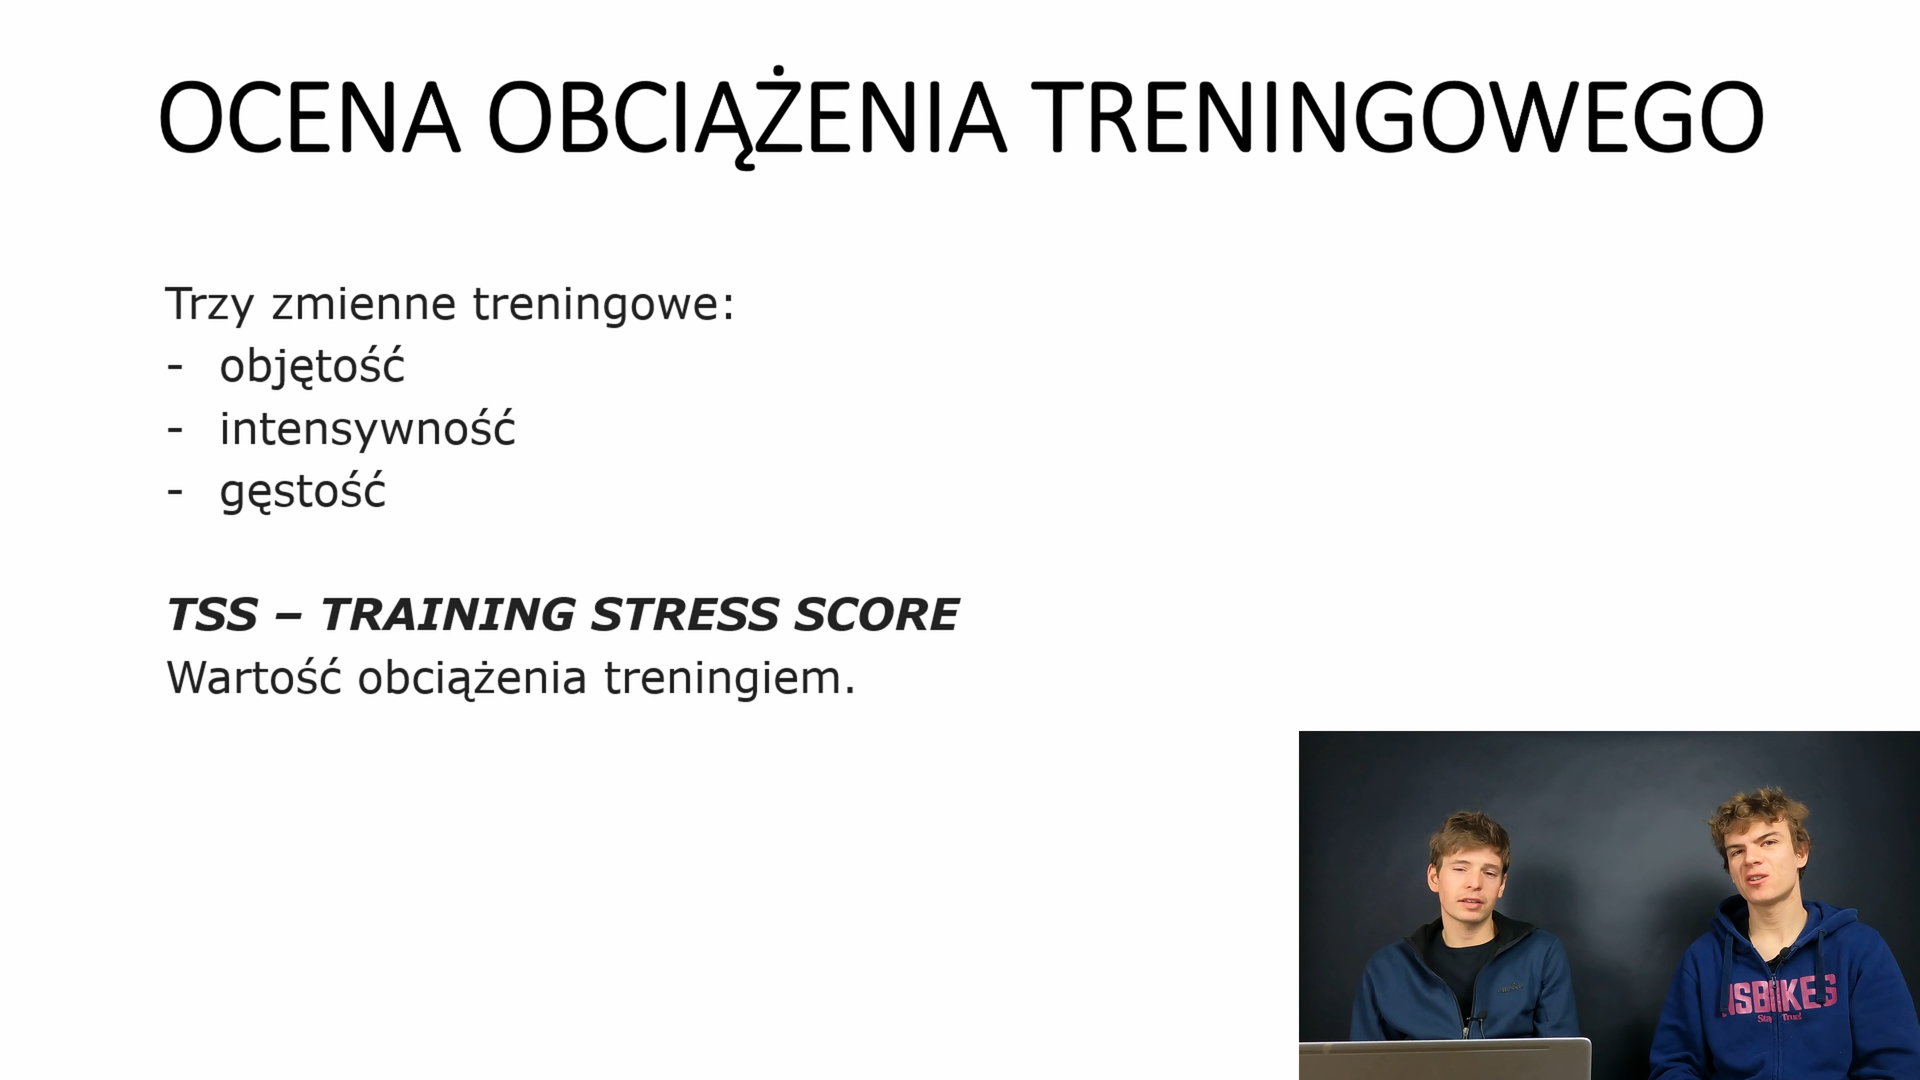 OCENA OBCIĄŻENIA TRENINGOWEGO
Trzy zmienne treningowe:
- objętość
- intensywność
- gęstość
TSS – TRAINING STRESS SCORE
Wartość obciążenia treningiem.